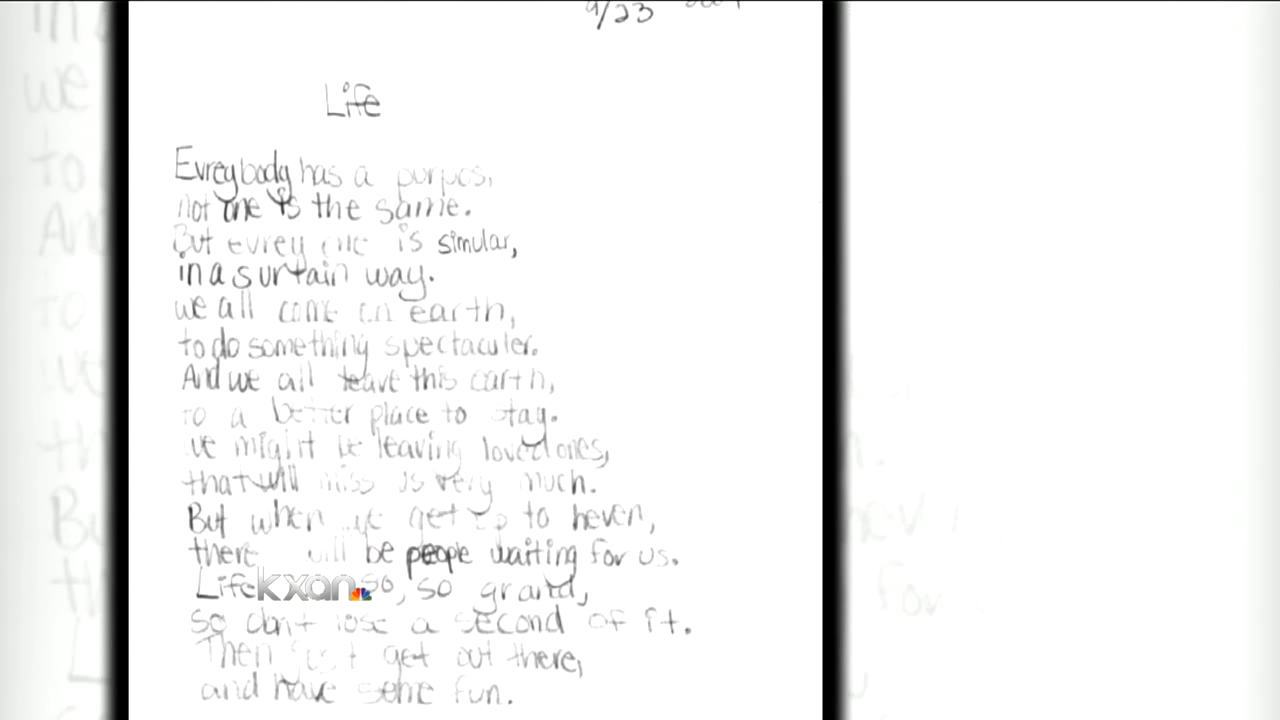 9/23
Life
Evreybody has a purpos,
not one is the same.
But evrey one is simular,
in a surtain way.
we all come on earth,
to do something spectaculer.
And we all leave this earth,
to a better place to stay.
we might be leaving loved ones,
that will miss us very much.
But when we get up to heven,
there will be people waiting for us.
Life kxan so, so grand,
so don't lose a second of it.
Then just get out there,
and have some fun.